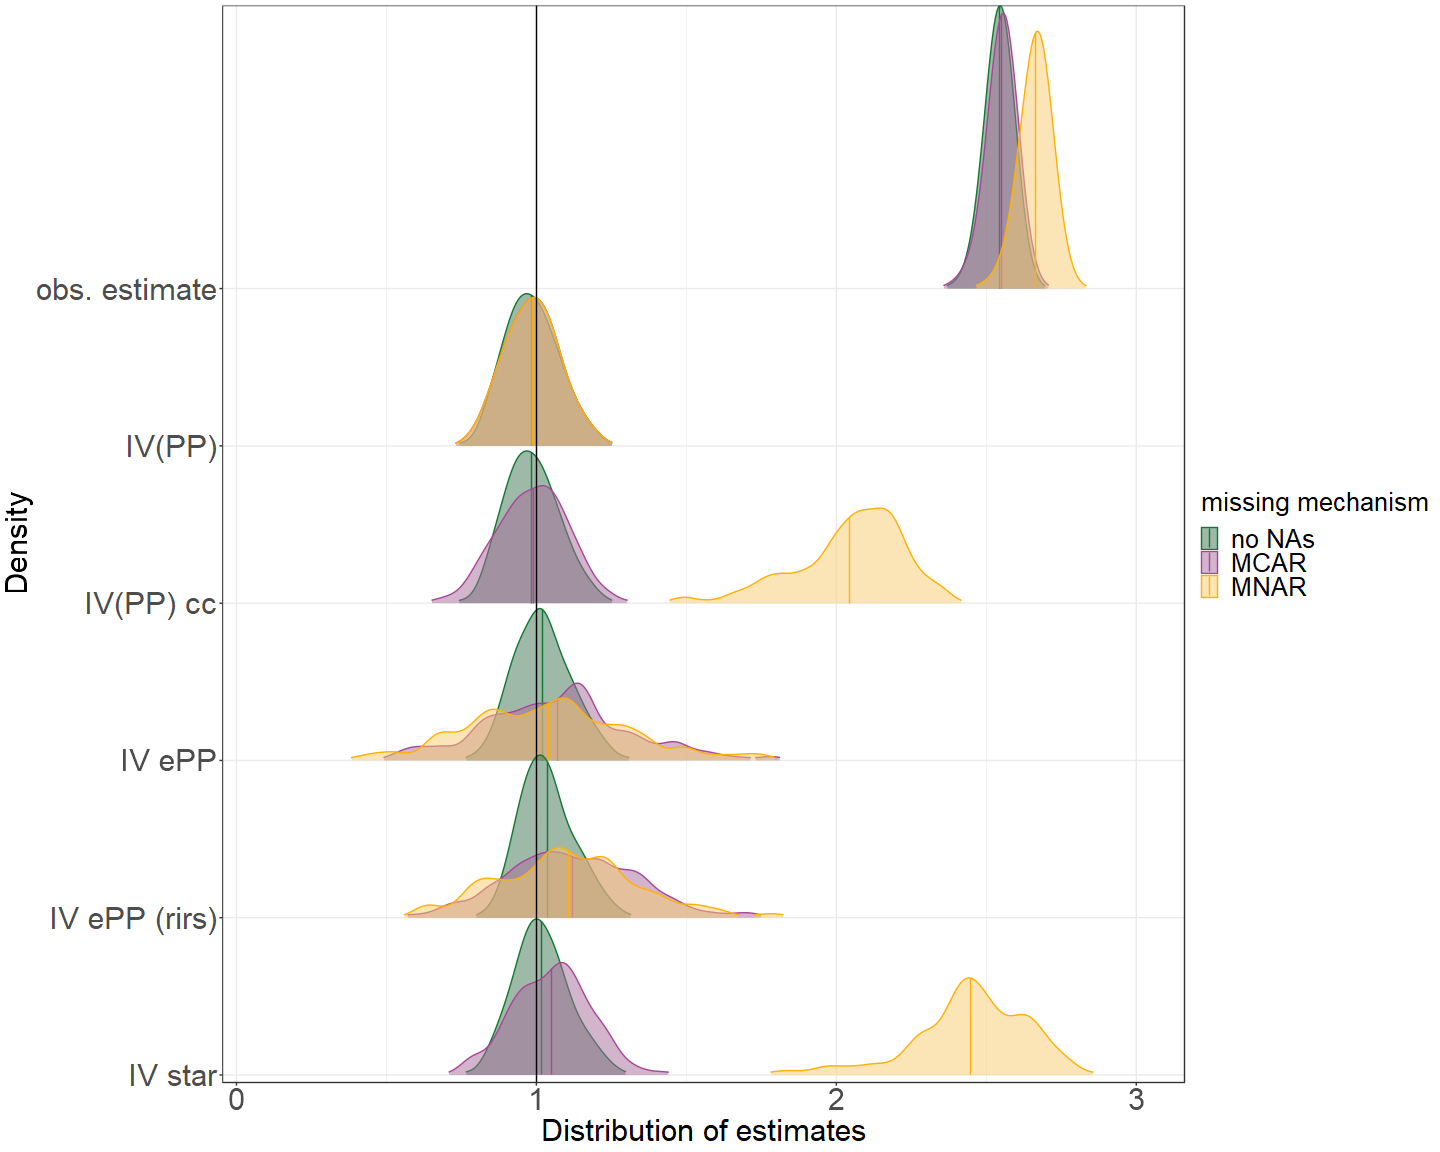 obs. estimate
IV(PP)
IV(PP) cc
IV ePP
IV ePP (rirs)
IV star
Density
0 1 2 3
Distribution of estimates
missing mechanism
no NAs
MCAR
MNAR